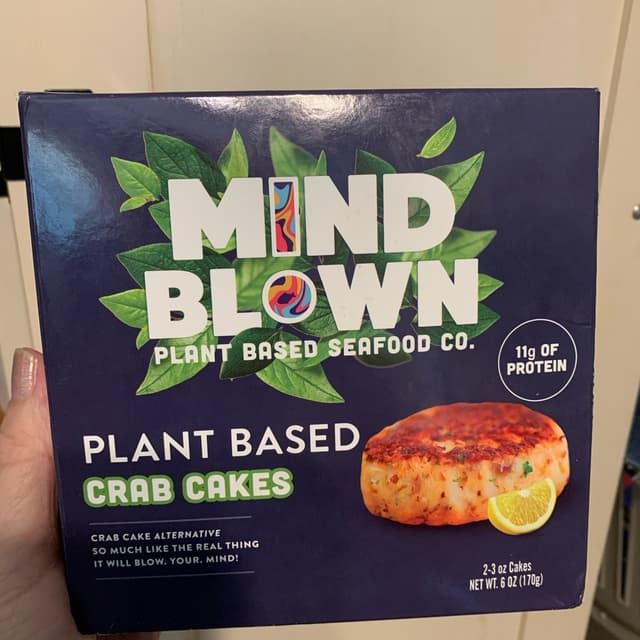 MIND
BLOWN
PLANT BASED SEAFOOD CO.
11g OF
PROTEIN
PLANT BASED
CRAB CAKES
CRAB CAKE ALTERNATIVE
SO MUCH LIKE THE REAL THING
IT WILL BLOW. YOUR. MIND!
2-3 oz Cakes
NET WT. 6 OZ (170g)